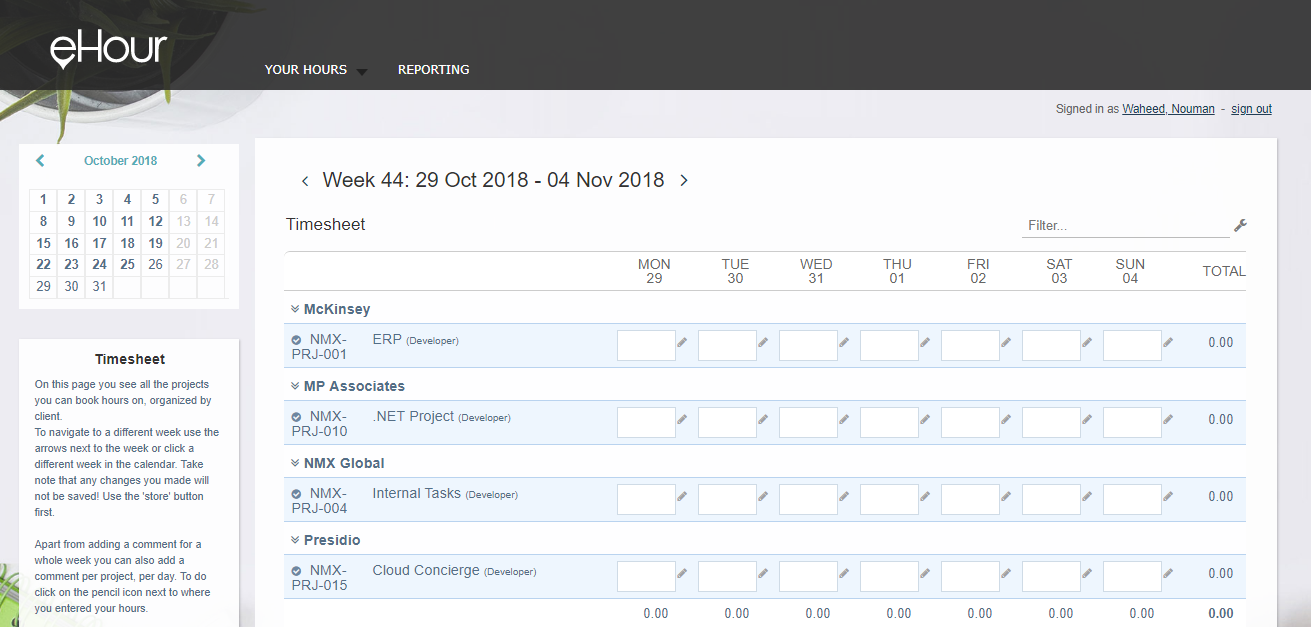 eHour
YOUR HOURS
REPORTING
Signed in as Waheed, Nouman - sign out
October 2018
1 2 3 4 5 6 7
8 9 10 11 12 13 14
15 16 17 18 19 20 21
22 23 24 25 26 27 28
29 30 31
Timesheet
On this page you see all the projects
you can book hours on, organized by
client.
To navigate to a different week use the
arrows next to the week or click a
different week in the calendar. Take
note that any changes you made will
not be saved! Use the 'store' button
first.
Apart from adding a comment for a
whole week you can also add a
comment per project, per day. To do
click on the pencil icon next to where
you entered your hours.
Week 44: 29 Oct 2018 - 04 Nov 2018
Timesheet
Filter...
MON TUE WED THU FRI SAT SUN
29 30 31 01 02 03 04
TOTAL
McKinsey
NMX- ERP (Developer) 0.00
PRJ-001
MP Associates
NMX- .NET Project (Developer) 0.00
PRJ-010
NMX Global
NMX- Internal Tasks (Developer) 0.00
PRJ-004
Presidio
NMX- Cloud Concierge (Developer) 0.00
PRJ-015
0.00 0.00 0.00 0.00 0.00 0.00 0.00 0.00